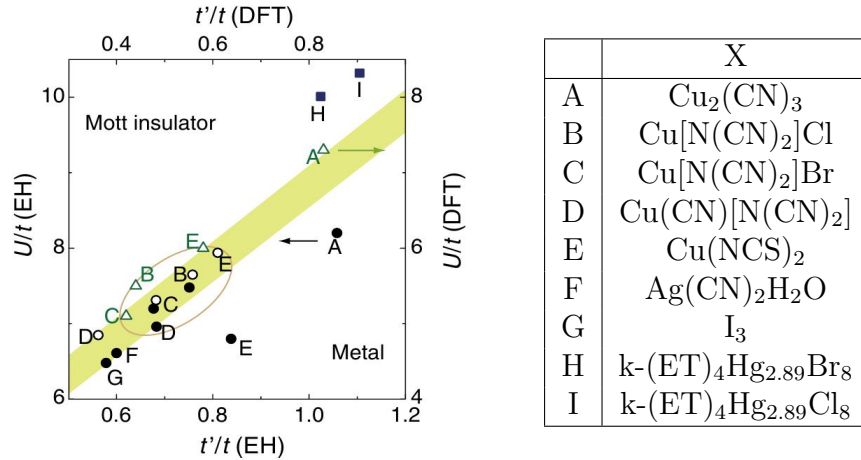 t'/t (DFT)
0.4 0.6 0.8
10
8
6
U/t (EH)
8
6
4
U/t (DFT)
Mott insulator
I
H
A
A
E
B
B
E
C
C
D
D
F
E
G
Metal
0.6 0.8 1.0 1.2
t'/t (EH)
X
A Cu₂(CN)₃
B Cu[N(CN)₂]Cl
C Cu[N(CN)₂]Br
D Cu(CN)[N(CN)₂]
E Cu(NCS)₂
F Ag(CN)₂H₂O
G I₃
H k-(ET)₄Hg₂.₈₉Br₈
I k-(ET)₄Hg₂.₈₉Cl₈